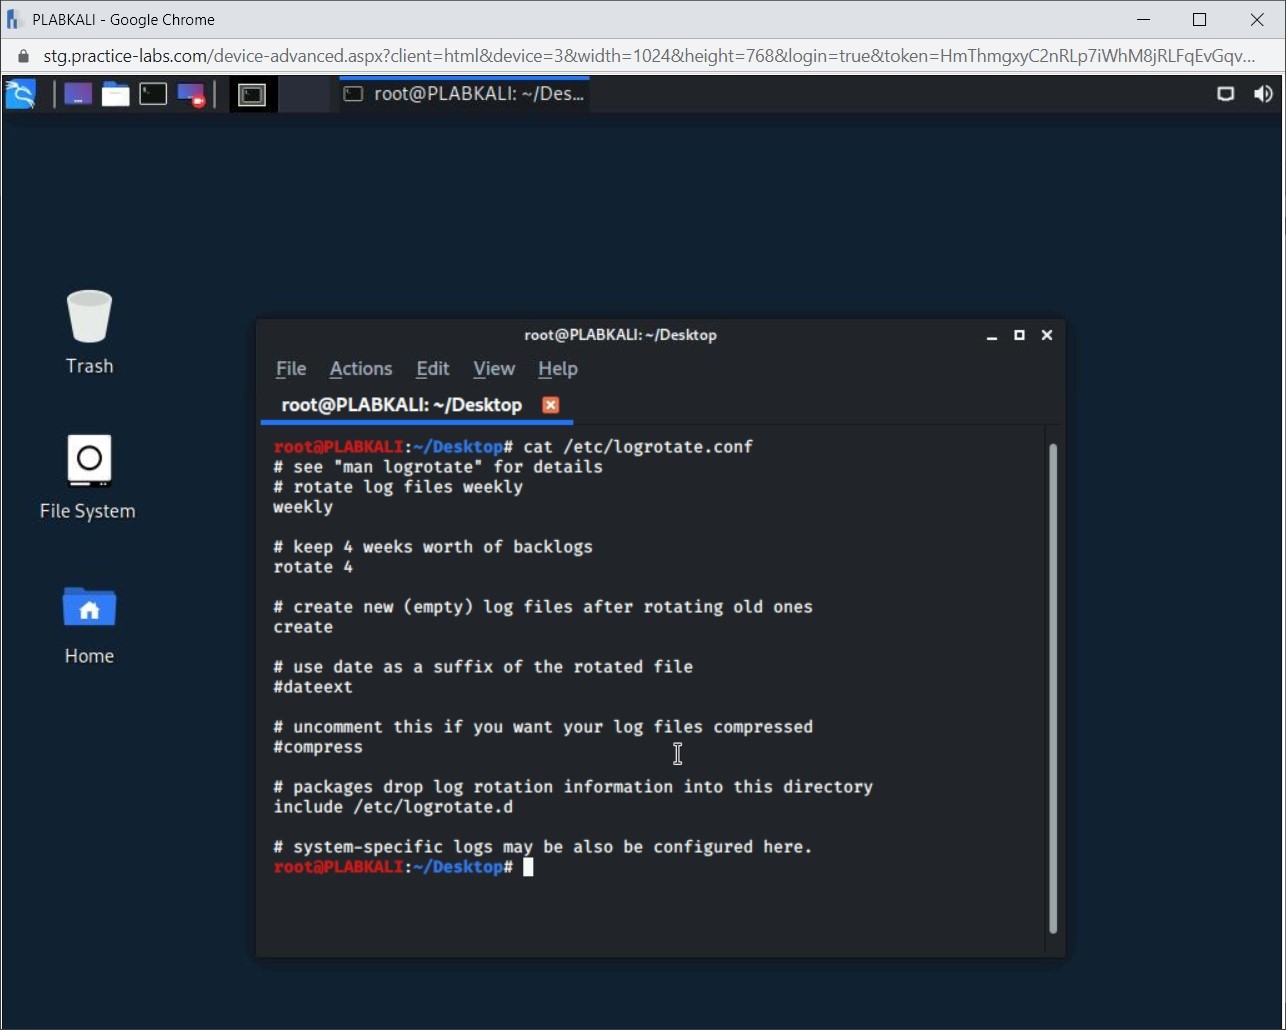 PLABKALI - Google Chrome
stg.practice-labs.com/device-advanced.aspx?client=html&device=3&width=1024&height=768&login=true&token=HmThmgxyC2nRLp7iWhM8jRLFqEvGqv...
root@PLABKALI: ~/Des...
Trash
File System
Home
root@PLABKALI: ~/Desktop
File Actions Edit View Help
root@PLABKALI: ~/Desktop
root@PLABKALI:~/Desktop# cat /etc/logrotate.conf
# see "man logrotate" for details
# rotate log files weekly
weekly
# keep 4 weeks worth of backlogs
rotate 4
# create new (empty) log files after rotating old ones
create
# use date as a suffix of the rotated file
#dateext
# uncomment this if you want your log files compressed
#compress
# packages drop log rotation information into this directory
include /etc/logrotate.d
# system-specific logs may be also be configured here.
root@PLABKALI:~/Desktop#